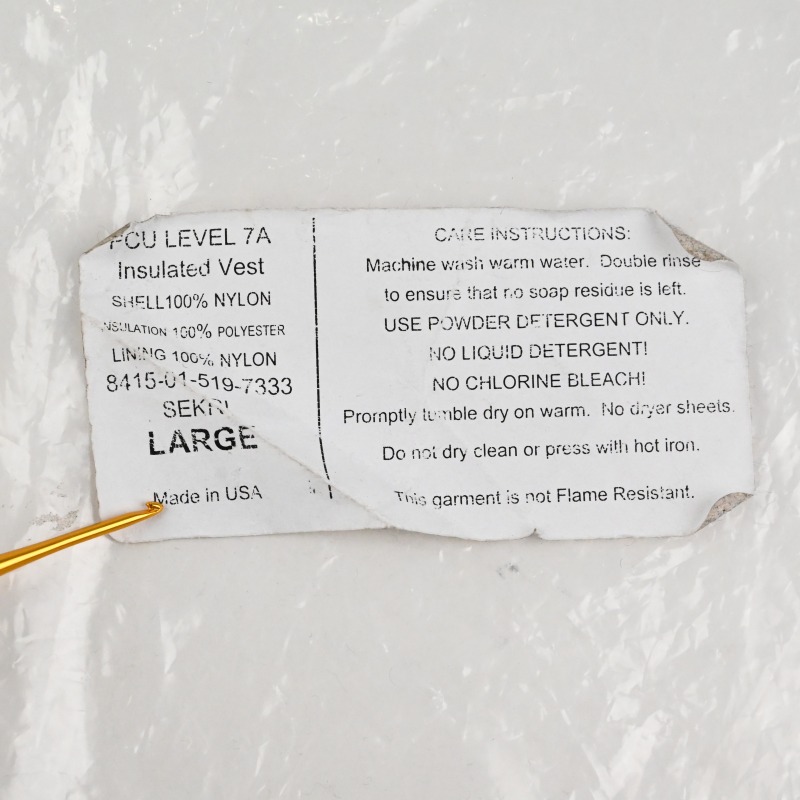 PCU LEVEL 7A
Insulated Vest
SHELL100% NYLON
INSULATION 100% POLYESTER
LINING 100% NYLON
8415-01-519-7333
SEKRI
LARGE
Made in USA
CARE INSTRUCTIONS:
Machine wash warm water. Double rinse
to ensure that no soap residue is left.
USE POWDER DETERGENT ONLY.
NO LIQUID DETERGENT!
NO CHLORINE BLEACH!
Promptly tumble dry on warm. No dryer sheets.
Do not dry clean or press with hot iron.
This garment is not Flame Resistant.